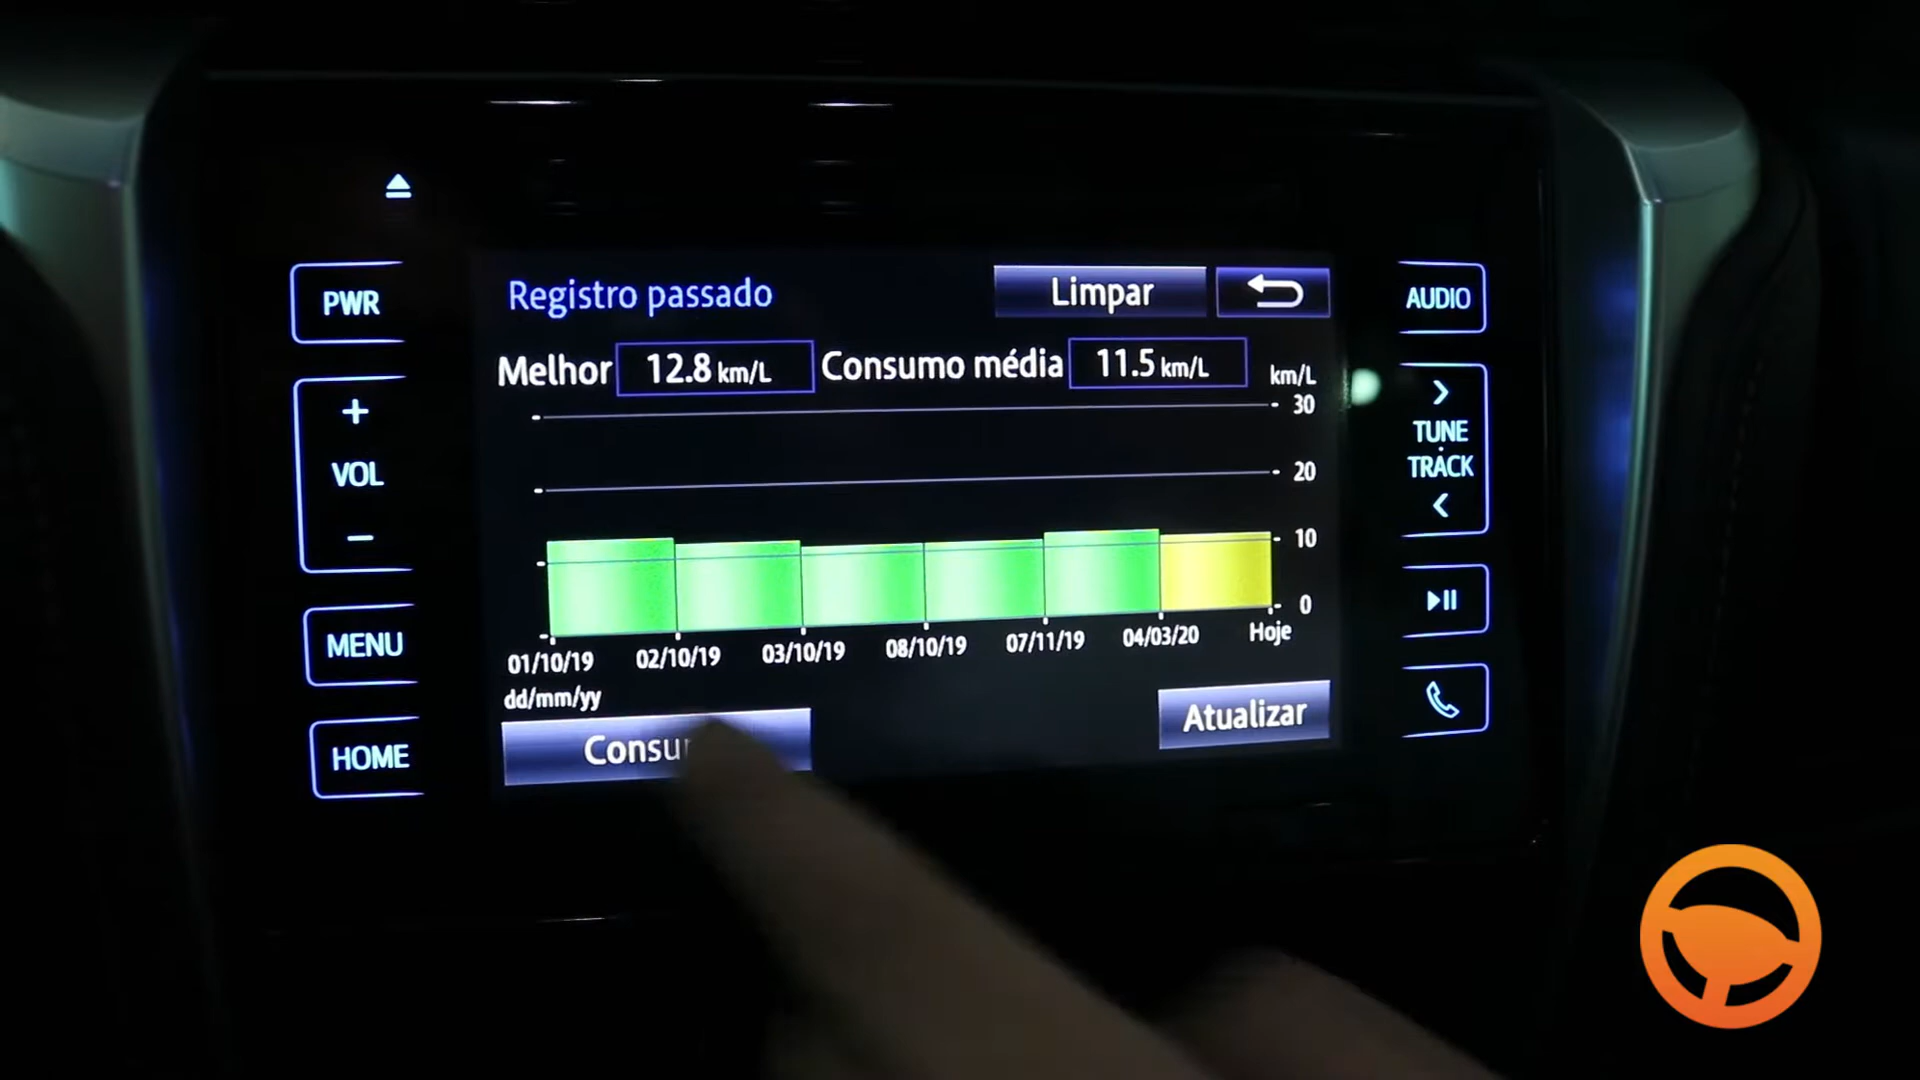 PWR
+
VOL
−
MENU
HOME
Registro passado
Limpar
Melhor 12.8 km/L Consumo média 11.5 km/L
km/L
30
20
10
0
01/10/19 02/10/19 03/10/19 08/10/19 07/11/19 04/03/20 Hoje
dd/mm/yy
Atualizar
AUDIO
TUNE
TRACK